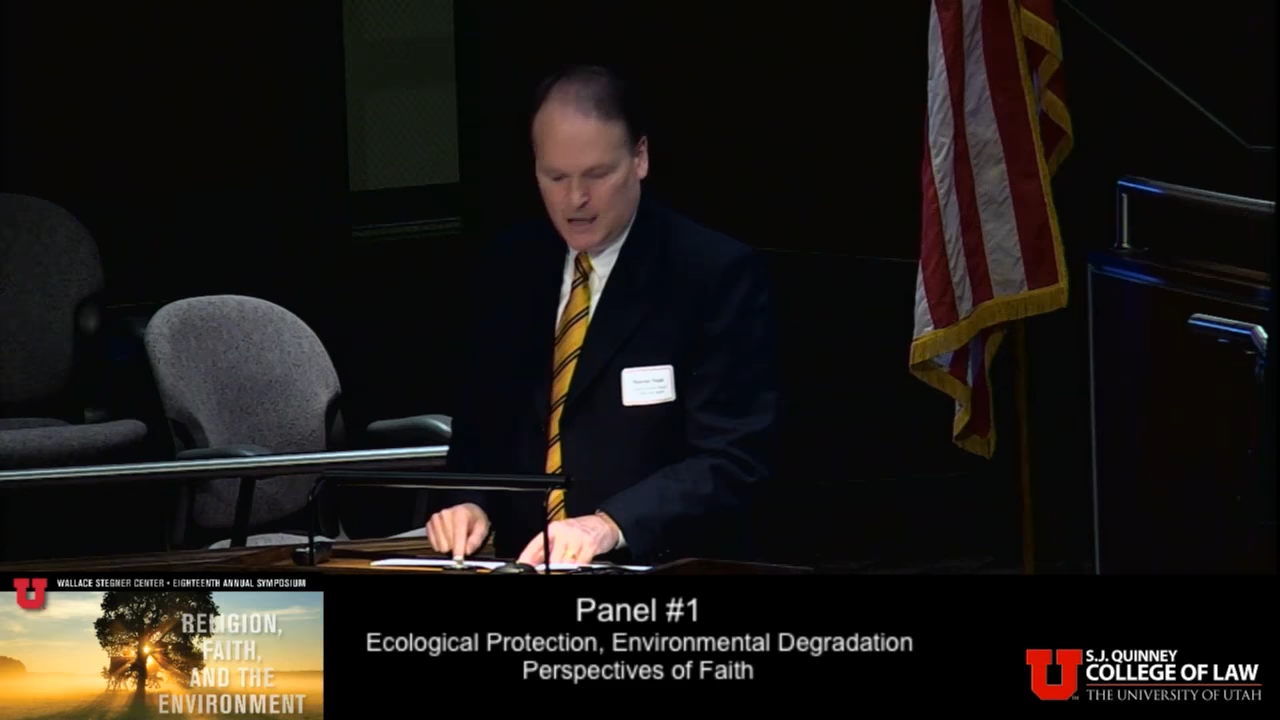 WALLACE STEGNER CENTER • EIGHTEENTH ANNUAL SYMPOSIUM
RELIGION,
FAITH,
AND THE
ENVIRONMENT
Panel #1
Ecological Protection, Environmental Degradation
Perspectives of Faith
S.J. QUINNEY
COLLEGE OF LAW
THE UNIVERSITY OF UTAH